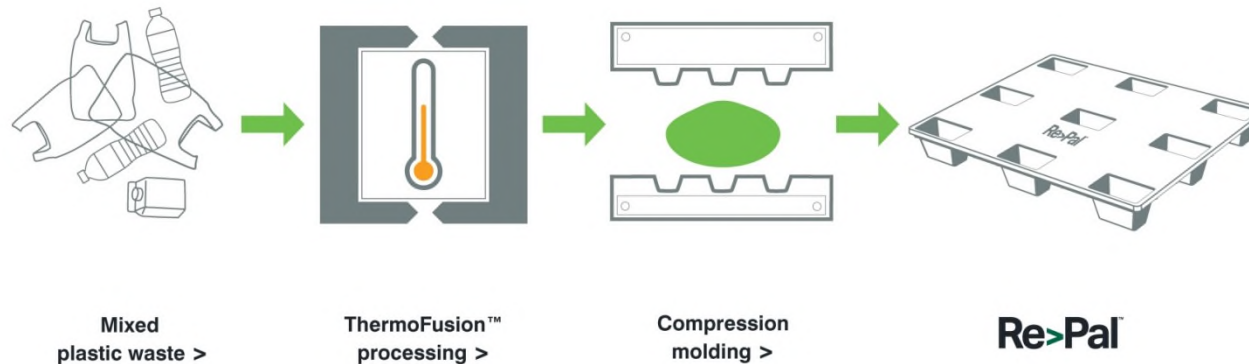 Re>Pal
Mixed
plastic waste >
ThermoFusion™
processing >
Compression
molding >
Re>Pal™